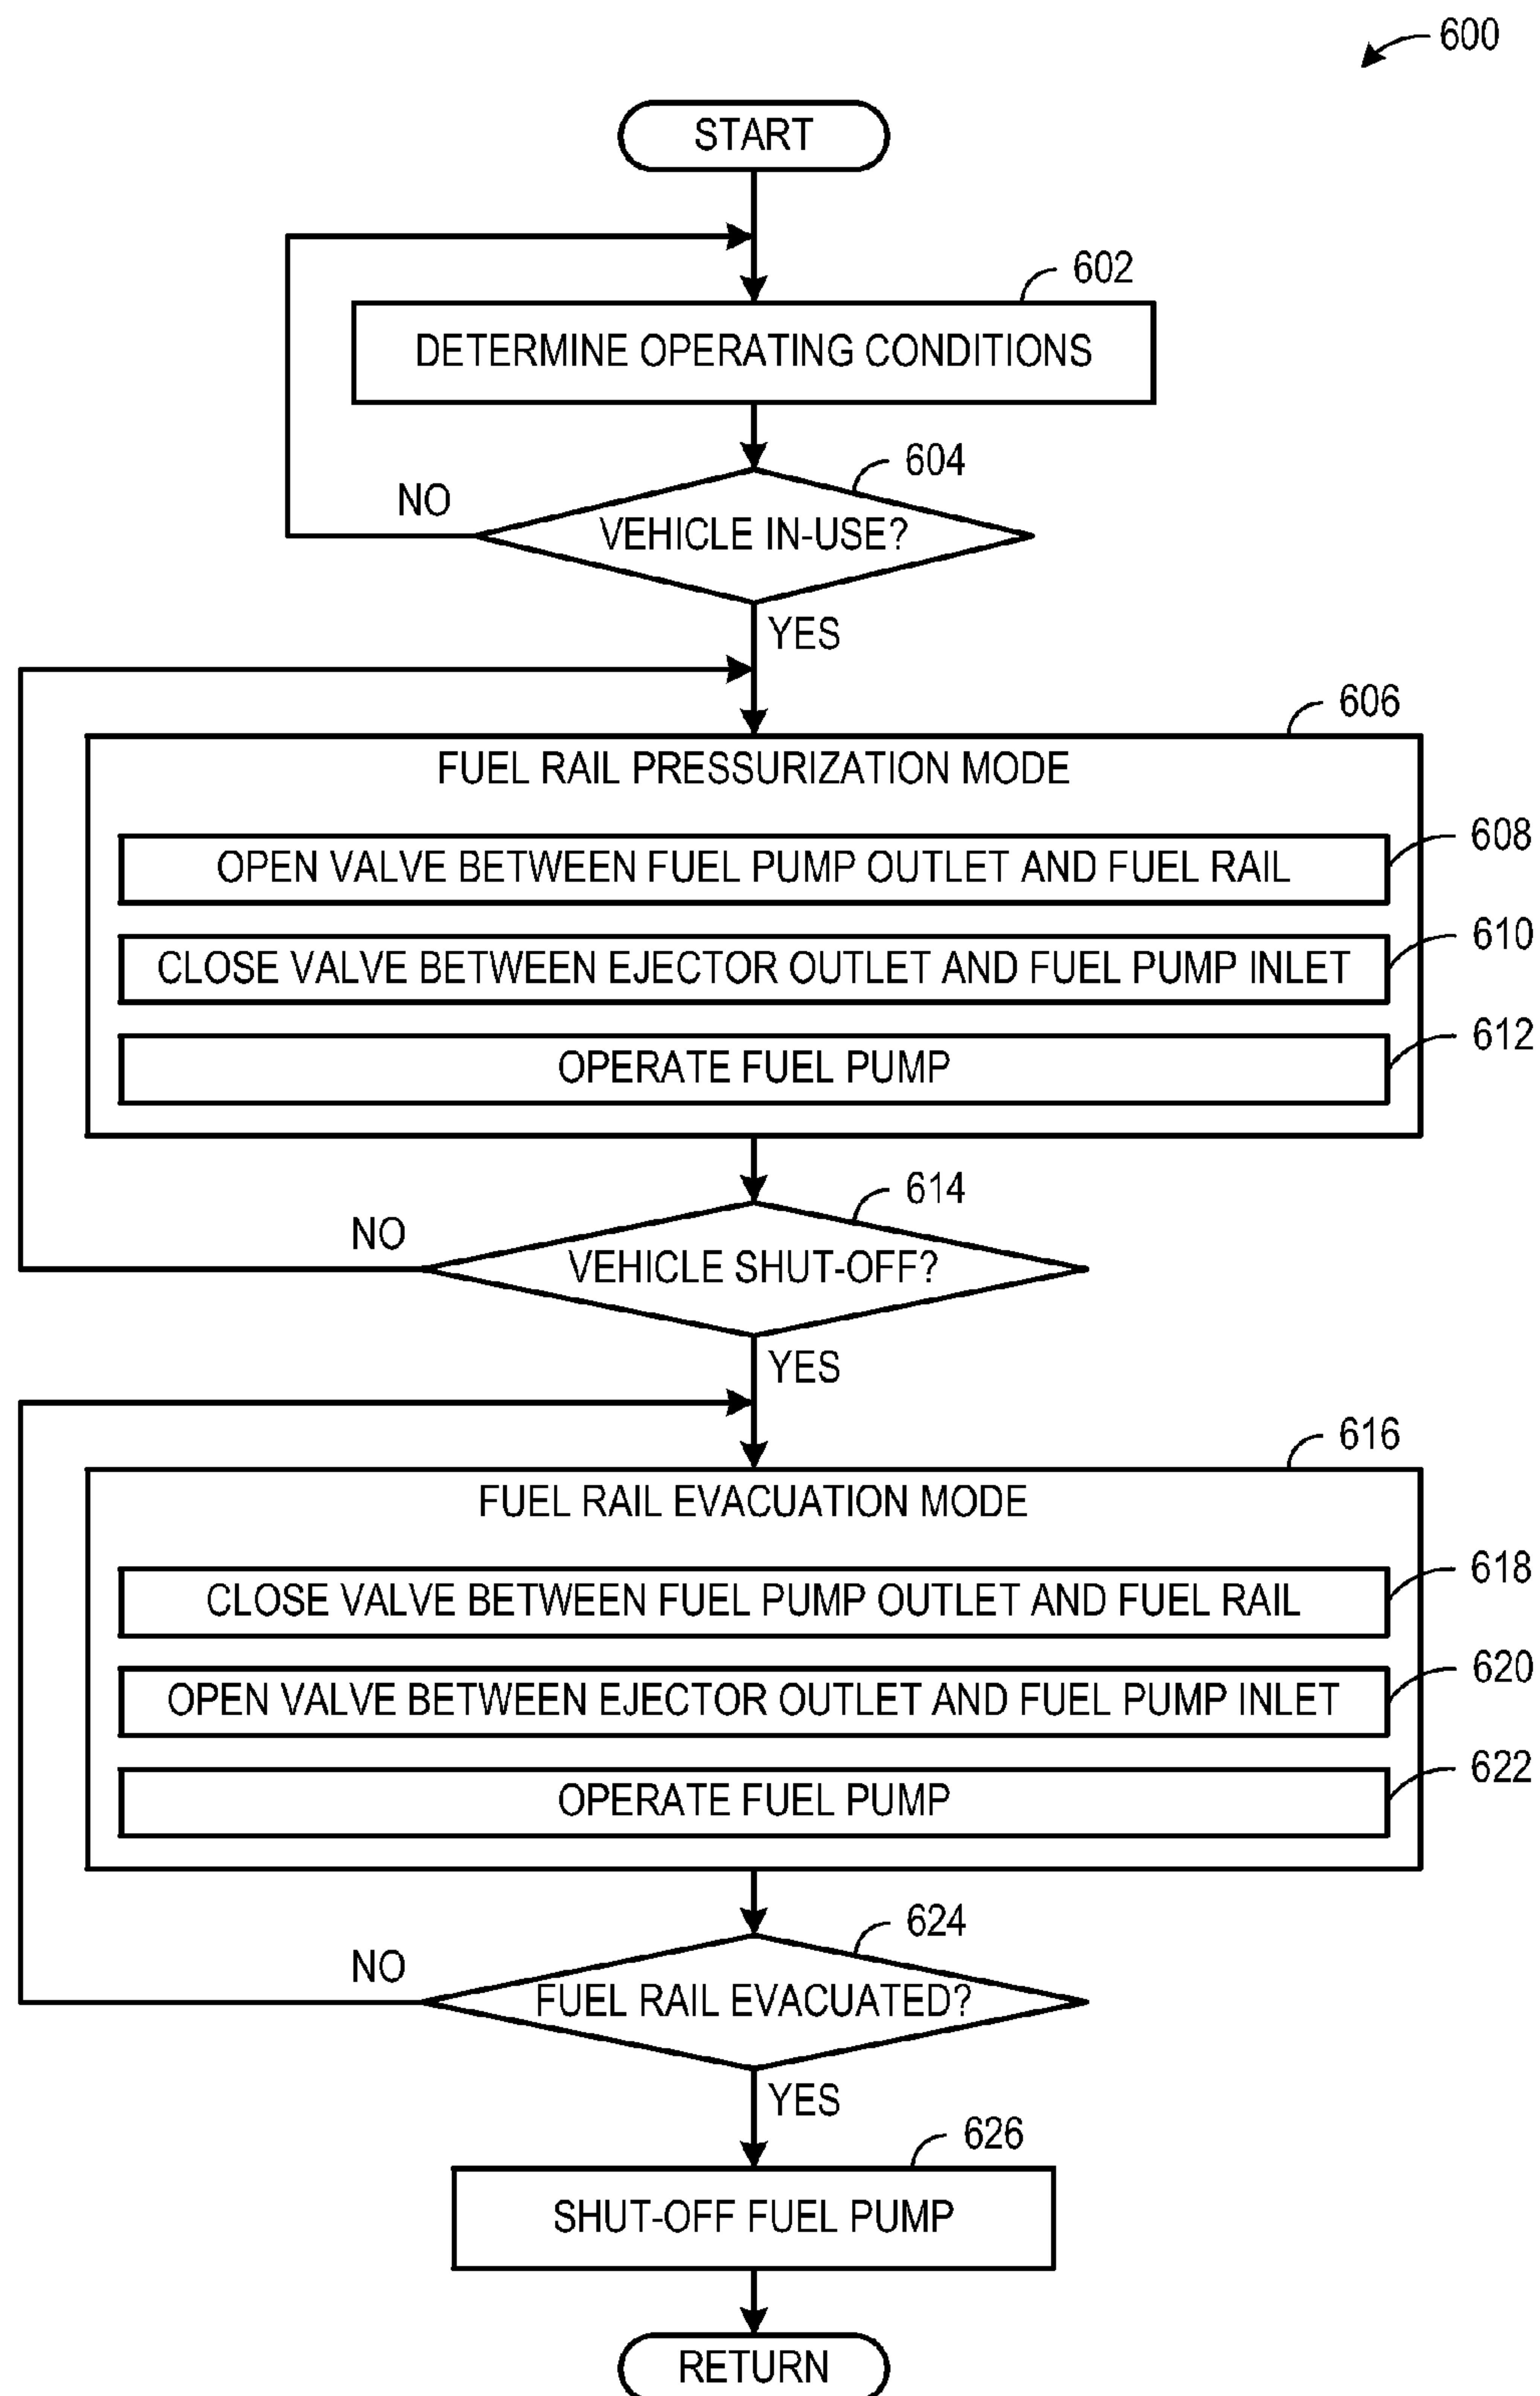 600
START
602
DETERMINE OPERATING CONDITIONS
604
NO
VEHICLE IN-USE?
YES
606
FUEL RAIL PRESSURIZATION MODE
608
OPEN VALVE BETWEEN FUEL PUMP OUTLET AND FUEL RAIL
610
CLOSE VALVE BETWEEN EJECTOR OUTLET AND FUEL PUMP INLET
612
OPERATE FUEL PUMP
614
NO
VEHICLE SHUT-OFF?
YES
616
FUEL RAIL EVACUATION MODE
618
CLOSE VALVE BETWEEN FUEL PUMP OUTLET AND FUEL RAIL
620
OPEN VALVE BETWEEN EJECTOR OUTLET AND FUEL PUMP INLET
622
OPERATE FUEL PUMP
624
NO
FUEL RAIL EVACUATED?
YES
626
SHUT-OFF FUEL PUMP
RETURN